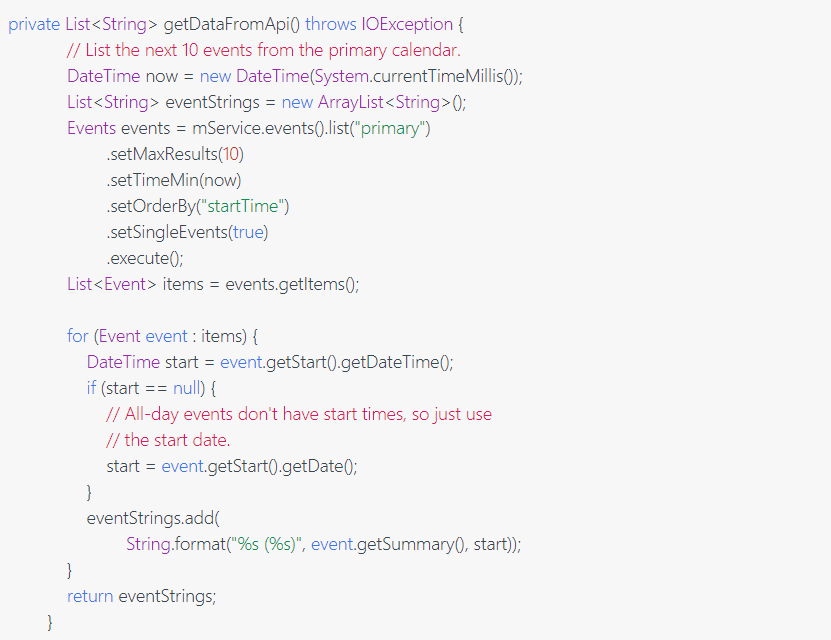 private List<String> getDataFromApi() throws IOException {
// List the next 10 events from the primary calendar.
DateTime now = new DateTime(System.currentTimeMillis());
List<String> eventStrings = new ArrayList<String>();
Events events = mService.events().list("primary")
.setMaxResults(10)
.setTimeMin(now)
.setOrderBy("startTime")
.setSingleEvents(true)
.execute();
List<Event> items = events.getItems();
for (Event event : items) {
DateTime start = event.getStart().getDateTime();
if (start == null) {
// All-day events don't have start times, so just use
// the start date.
start = event.getStart().getDate();
}
eventStrings.add(
String.format("%s (%s)", event.getSummary(), start));
}
return eventStrings;
}